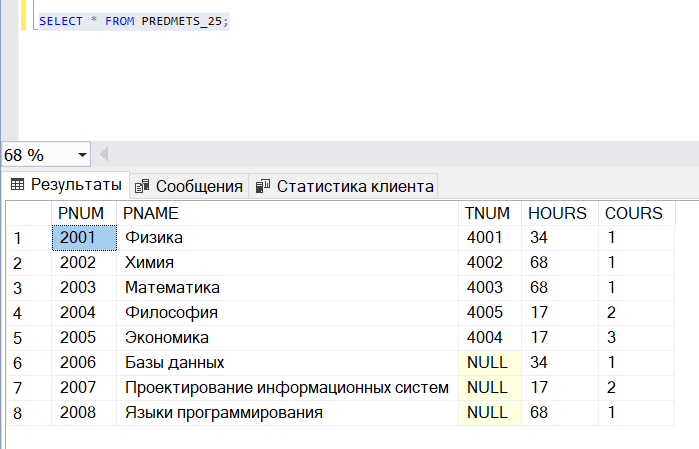 SELECT * FROM PREDMETS_25;
68 %
Результаты Сообщения Статистика клиента
PNUM PNAME TNUM HOURS COURS
1 2001 Физика 4001 34 1
2 2002 Химия 4002 68 1
3 2003 Математика 4003 68 1
4 2004 Философия 4005 17 2
5 2005 Экономика 4004 17 3
6 2006 Базы данных NULL 34 1
7 2007 Проектирование информационных систем NULL 17 2
8 2008 Языки программирования NULL 68 1